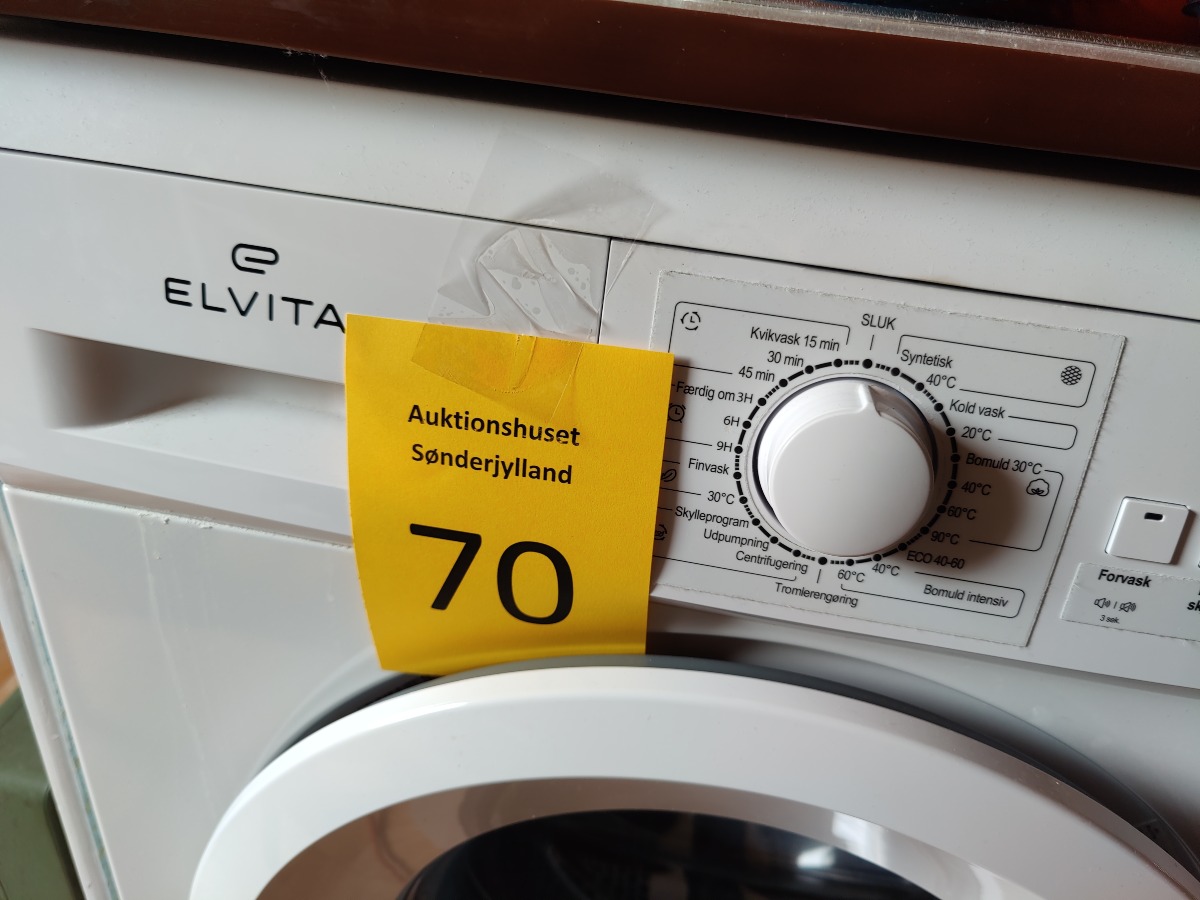 ELVITA
Auktionshuset
Sønderjylland
70
SLUK
Kvikvask 15 min
30 min
45 min
Færdig om 3H
6H
9H
Finvask
30°C
Skylleprogram
Udpumpning
Centrifugering
Tromlerengøring
Syntetisk
40°C
Kold vask
20°C
Bomuld 30°C
40°C
60°C
90°C
ECO 40-60
40°C
60°C
Bomuld intensiv
Forvask
3 sek.